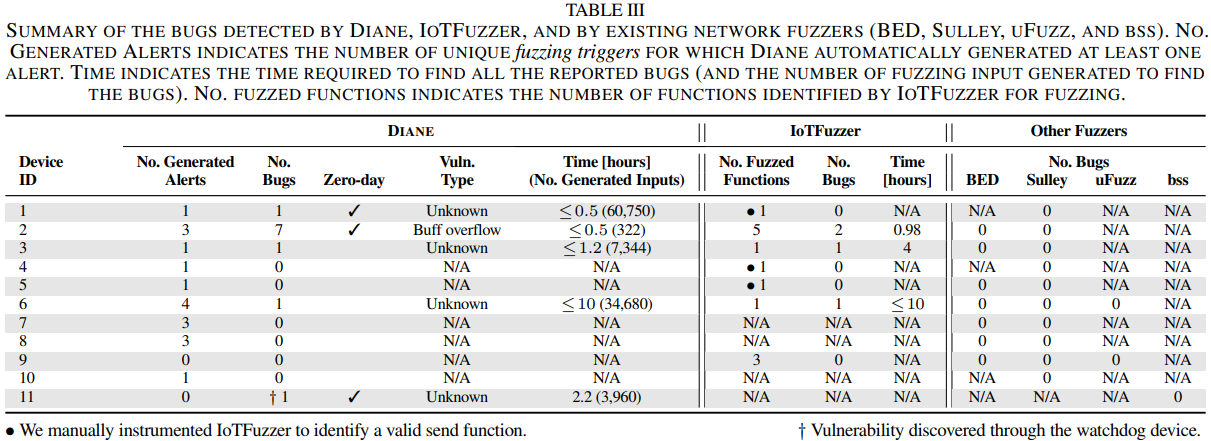 TABLE III
SUMMARY OF THE BUGS DETECTED BY DIANE, IOTFUZZER, AND BY EXISTING NETWORK FUZZERS (BED, SULLEY, UFUZZ, AND BSS). NO.
GENERATED ALERTS INDICATES THE NUMBER OF UNIQUE fuzzing triggers FOR WHICH DIANE AUTOMATICALLY GENERATED AT LEAST ONE
ALERT. TIME INDICATES THE TIME REQUIRED TO FIND ALL THE REPORTED BUGS (AND THE NUMBER OF FUZZING INPUT GENERATED TO FIND
THE BUGS). NO. FUZZED FUNCTIONS INDICATES THE NUMBER OF FUNCTIONS IDENTIFIED BY IOTFUZZER FOR FUZZING.
DIANE IoTFuzzer Other Fuzzers
Device No. Generated No. Vuln. Time [hours] No. Fuzzed No. Time No. Bugs
ID Alerts Bugs Zero-day Type (No. Generated Inputs) Functions Bugs [hours] BED Sulley uFuzz bss
1 1 1 ✓ Unknown ≤0.5 (60,750) • 1 0 N/A N/A 0 N/A N/A
2 3 7 ✓ Buff overflow ≤0.5 (322) 5 2 0.98 0 0 N/A N/A
3 1 1 Unknown ≤1.2 (7,344) 1 1 4 0 0 N/A N/A
4 1 0 N/A N/A • 1 0 N/A N/A 0 N/A N/A
5 1 0 N/A N/A • 1 0 N/A 0 0 N/A N/A
6 4 1 Unknown ≤10 (34,680) 1 1 ≤10 0 0 0 N/A
7 3 0 N/A N/A N/A N/A N/A 0 0 N/A N/A
8 3 0 N/A N/A N/A N/A N/A 0 0 N/A N/A
9 0 0 N/A N/A 3 0 N/A 0 0 0 N/A
10 1 0 N/A N/A N/A N/A N/A N/A 0 N/A N/A
11 0 † 1 ✓ Unknown 2.2 (3,960) N/A N/A N/A N/A N/A N/A 0
• We manually instrumented IoTFuzzer to identify a valid send function. † Vulnerability discovered through the watchdog device.